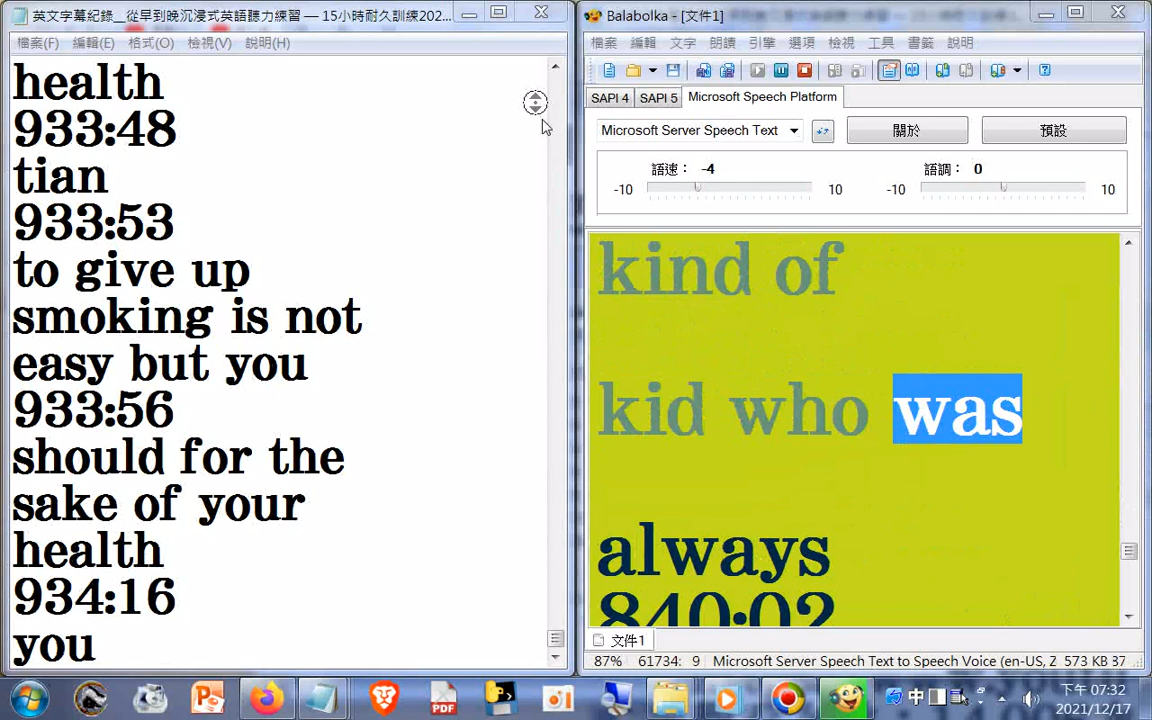 英文字幕紀錄__從早到晚沉浸式英語聽力練習 — 15小時耐久訓練202...
檔案(F) 編輯(E) 格式(O) 檢視(V) 說明(H)
health
933:48
tian
933:53
to give up
smoking is not
easy but you
933:56
should for the
sake of your
health
934:16
you
Balabolka - [文件1]
檔案 編輯 文字 朗讀 引擎 選項 檢視 工具 書籤 說明
SAPI 4 SAPI 5 Microsoft Speech Platform
Microsoft Server Speech Text 關於 預設
語速： -4 語調： 0
-10 10 -10 10
kind of
kid who was
always
840:02
文件1
87% 61734: 9 Microsoft Server Speech Text to Speech Voice (en-US, Z 573 KB 37
PDF 中 下午 07:32
2021/12/17